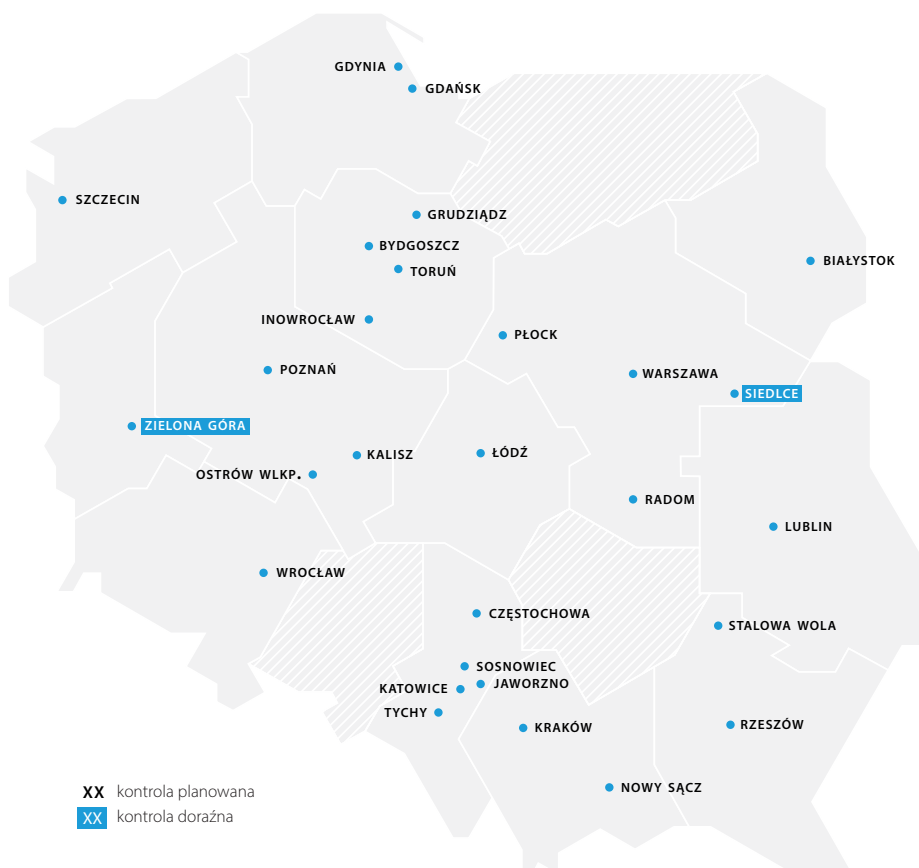 GDYNIA
GDAŃSK
SZCZECIN
GRUDZIĄDZ
BYDGOSZCZ
TORUŃ
BIAŁYSTOK
INOWROCŁAW
PŁOCK
POZNAŃ
WARSZAWA
SIEDLCE
ZIELONA GÓRA
KALISZ
ŁÓDŹ
OSTRÓW WLKP.
RADOM
LUBLIN
WROCŁAW
CZĘSTOCHOWA
STALOWA WOLA
SOSNOWIEC
JAWORZNO
KATOWICE
TYCHY
KRAKÓW
RZESZÓW
NOWY SĄCZ
XX kontrola planowana
XX kontrola doraźna